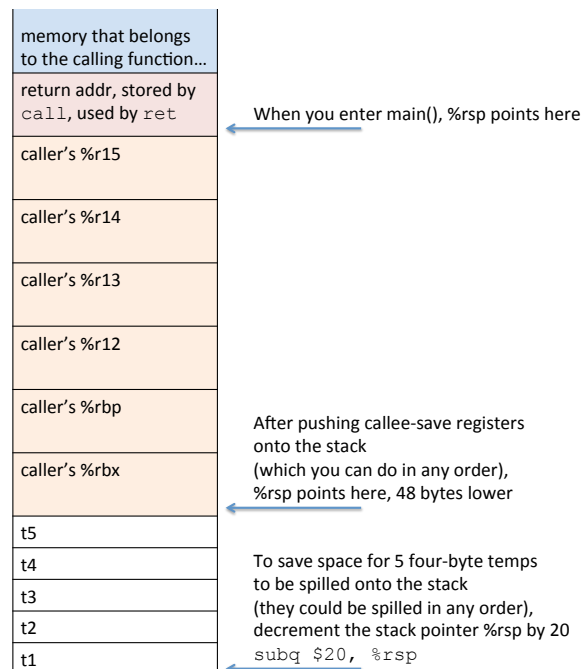 memory that belongs
to the calling function…
return addr, stored by
call, used by ret
When you enter main(), %rsp points here
caller's %r15
caller's %r14
caller's %r13
caller's %r12
caller's %rbp
caller's %rbx
After pushing callee-save registers
onto the stack
(which you can do in any order),
%rsp points here, 48 bytes lower
t5
t4
t3
t2
t1
To save space for 5 four-byte temps
to be spilled onto the stack
(they could be spilled in any order),
decrement the stack pointer %rsp by 20
subq $20, %rsp